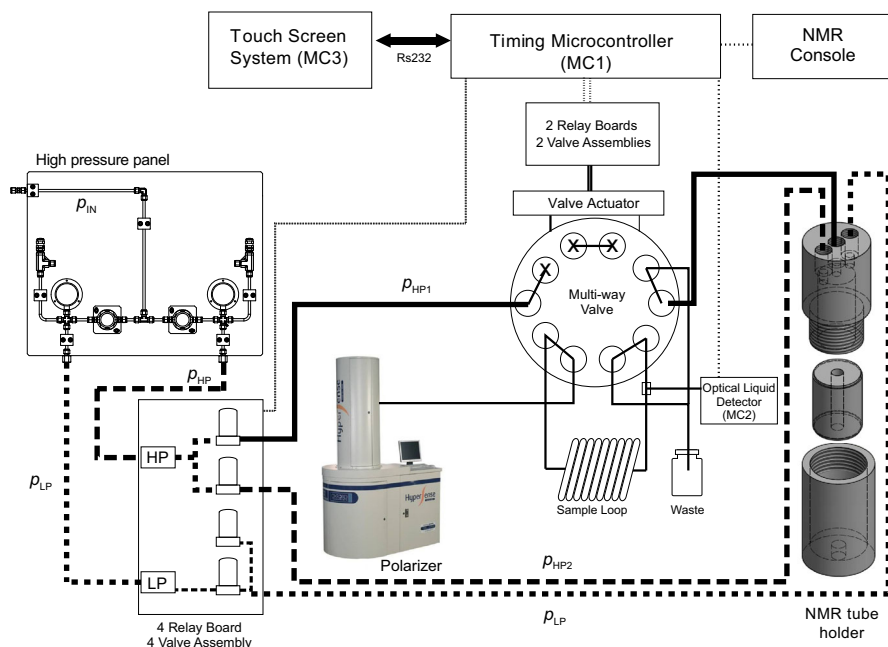 Touch Screen
System (MC3)
Rs232
Timing Microcontroller
(MC1)
NMR
Console
2 Relay Boards
2 Valve Assemblies
High pressure panel
pIN
Valve Actuator
X X
X
Multi-way
Valve
pHP1
pHP
Optical Liquid
Detector
(MC2)
HyperSense
HP
pLP
HyperSense
Sample Loop
Waste
Polarizer
pHP2
LP
pLP
4 Relay Board
4 Valve Assembly
NMR tube
holder